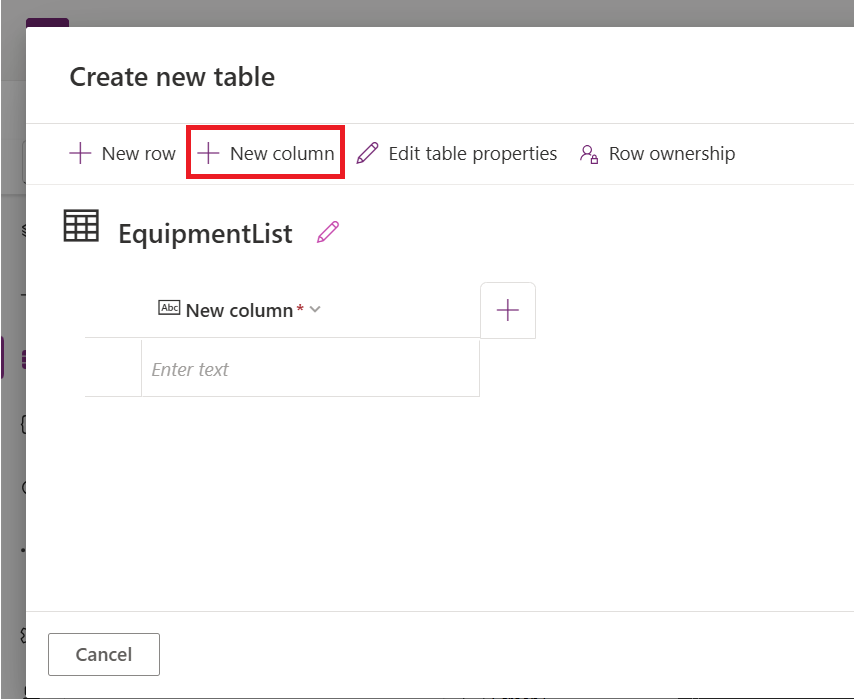 Create new table
New row New column Edit table properties Row ownership
EquipmentList
Abc New column *
Enter text
Cancel